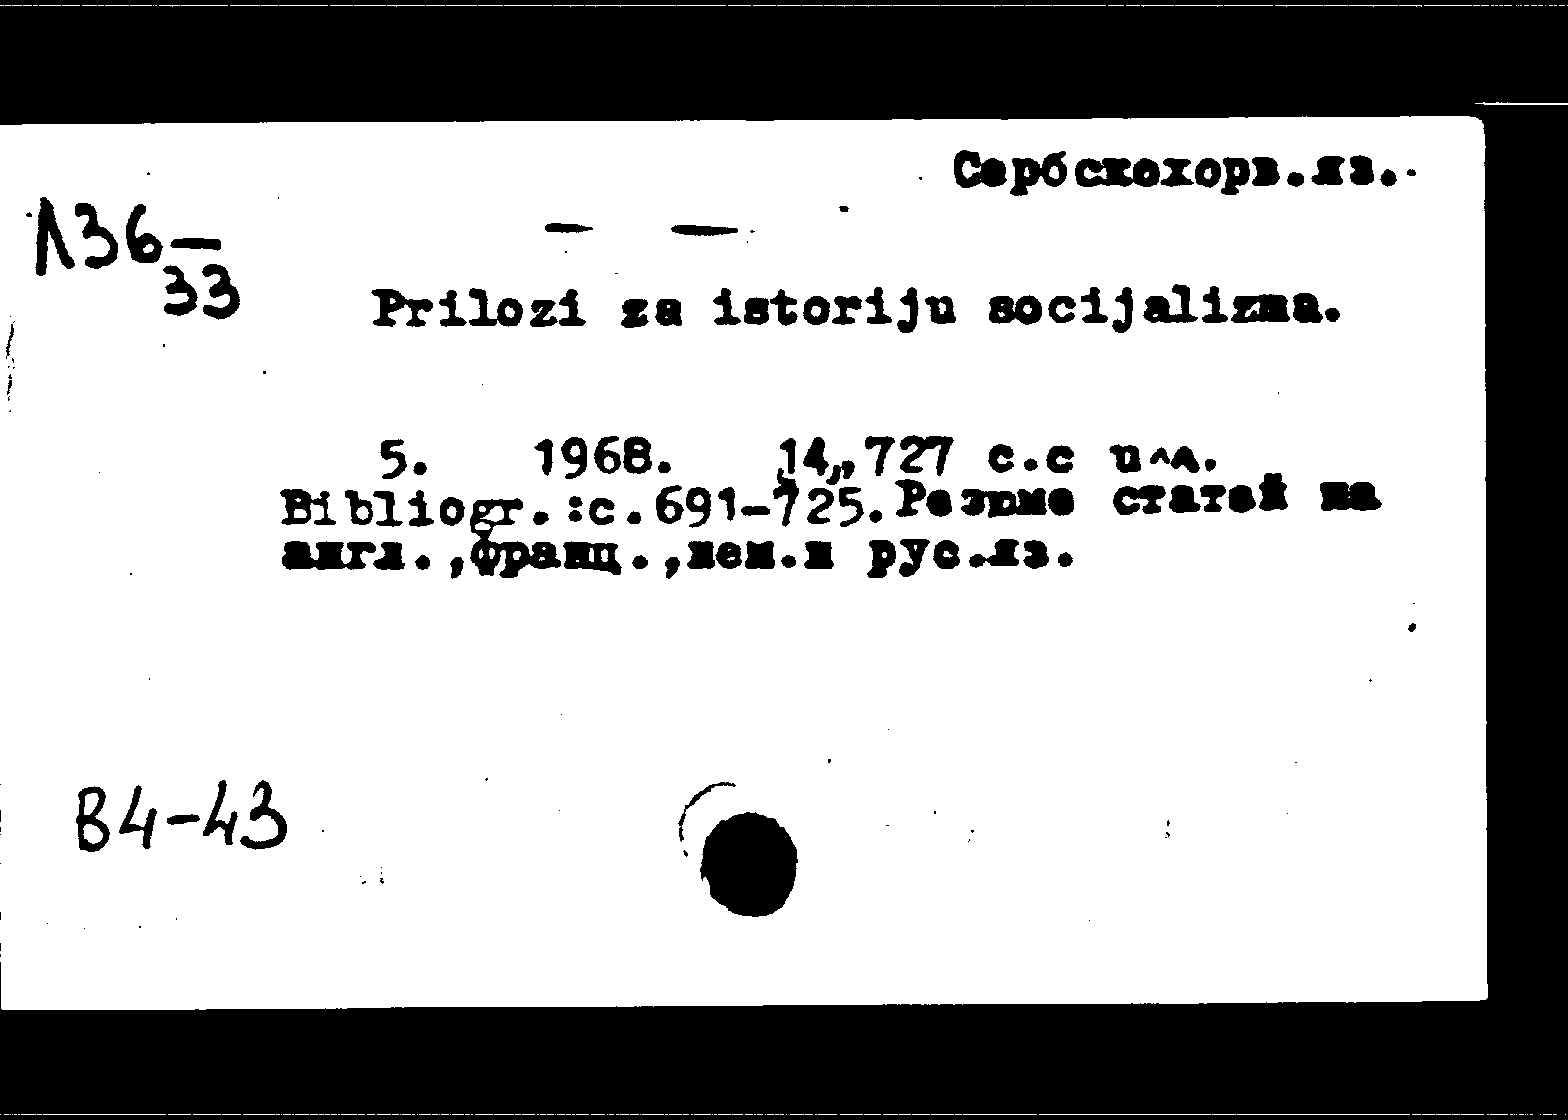 Сербскохорв.яз.
Л36—
33
— —
Prilozi za istoriju socijalizma.
5. 1968. 14,,727 с.с ил.
Bibliogr.:с.691-725.Резюме статей на
англ.,франц.,нем.и рус.яз.
В4-43